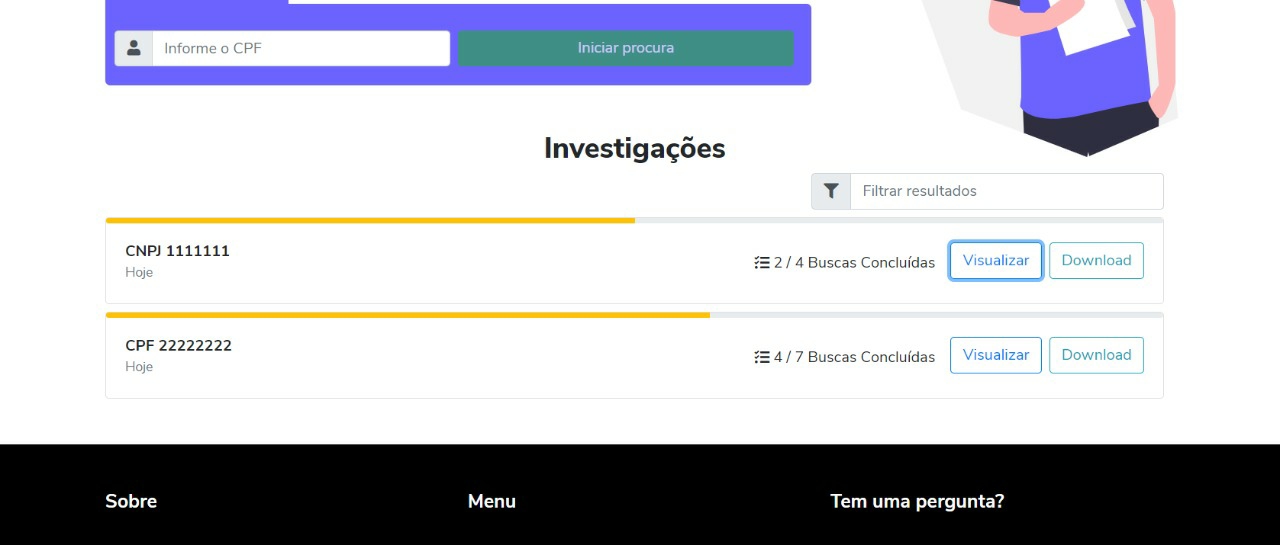 Informe o CPF
Iniciar procura
Investigações
Filtrar resultados
CNPJ 1111111
Hoje
2 / 4 Buscas Concluídas
Visualizar
Download
CPF 22222222
Hoje
4 / 7 Buscas Concluídas
Visualizar
Download
Sobre
Menu
Tem uma pergunta?